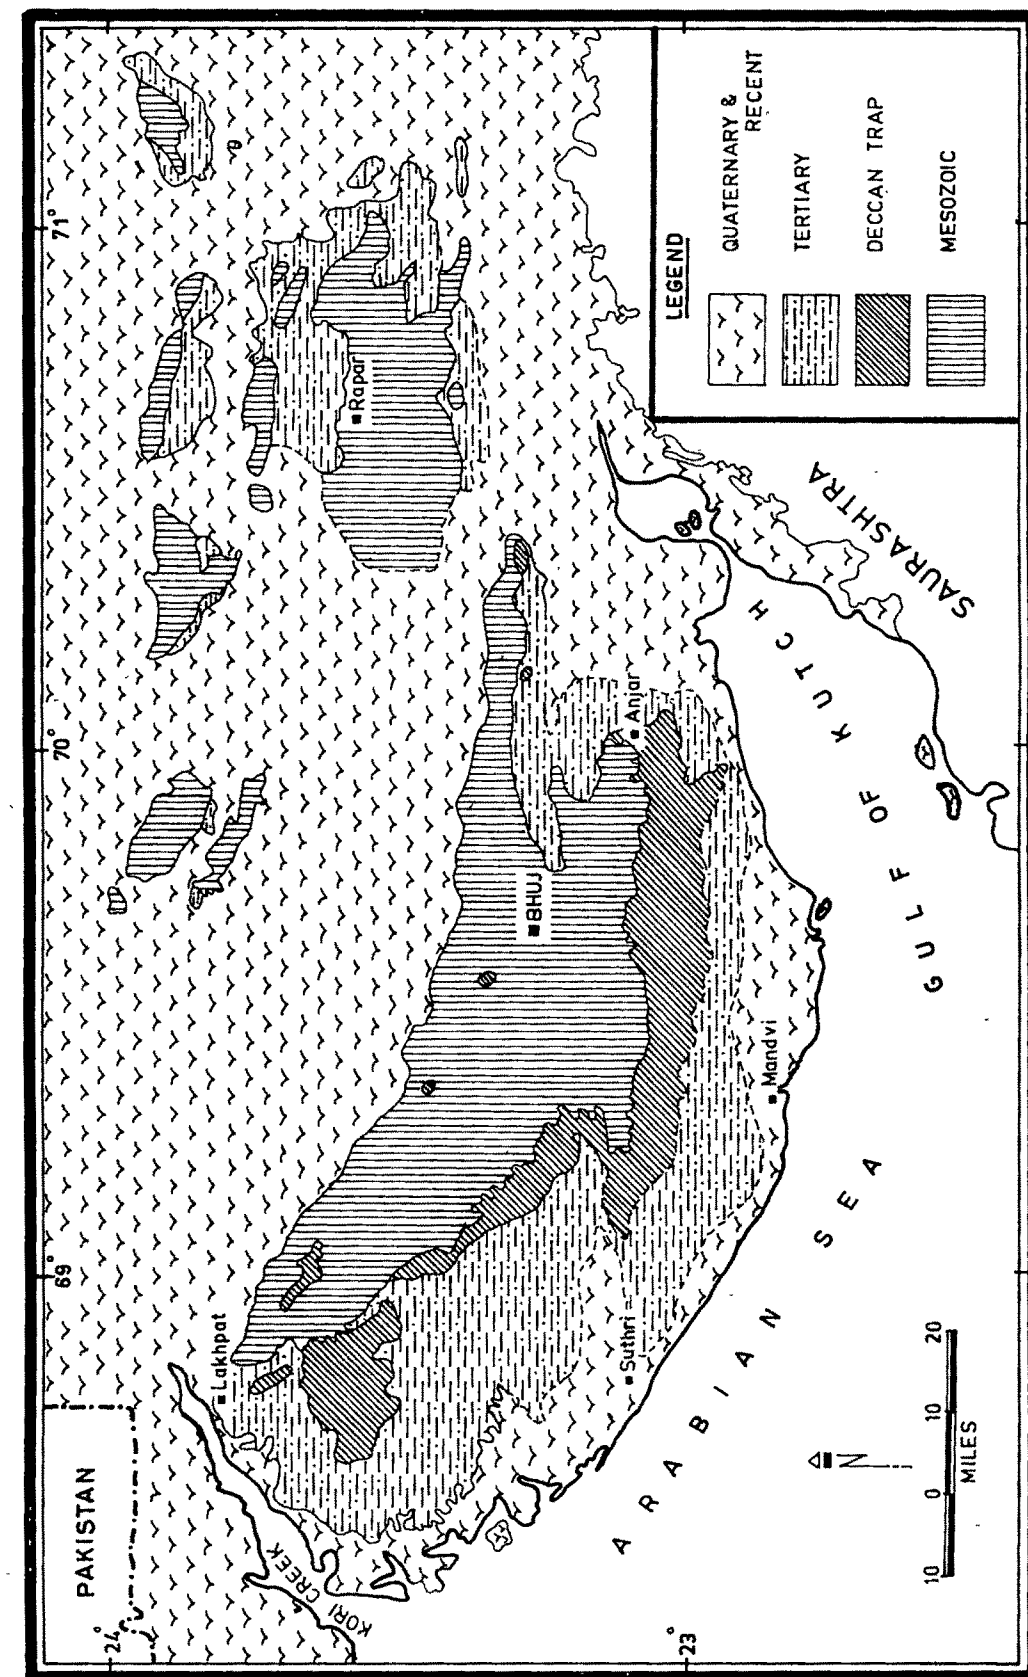 PAKISTAN
KORI CREEK
Lakhpat
Rapar
BHUJ
Anjar
Mandvi
Suthri
ARABIAN SEA
GULF OF KUTCH
SAURASHTRA
24°
23°
69°
70°
71°
N
10 0 10 20
MILES
LEGEND
QUATERNARY &
RECENT
TERTIARY
DECCAN TRAP
MESOZOIC